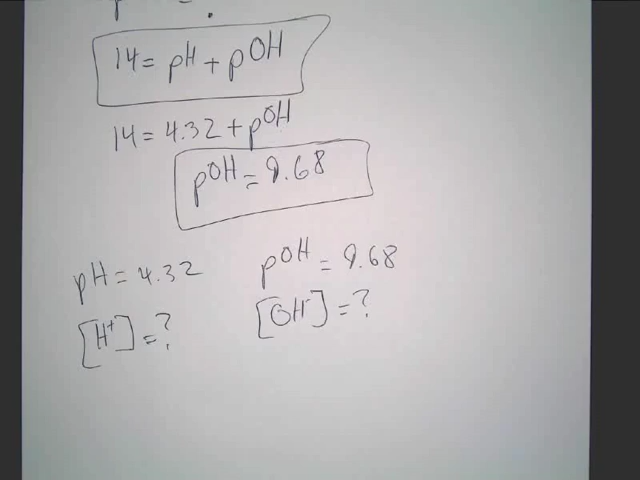 14 = pH + pOH
14 = 4.32 + pOH
pOH = 9.68
pH = 4.32 pOH = 9.68
[H+] = ? [OH-] = ?